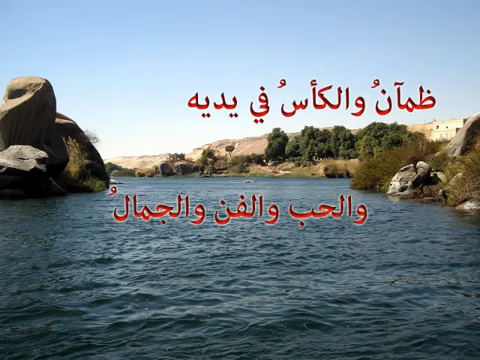 ظمآنُ والكأسُ في يديه
والحب والفن والجمالُ